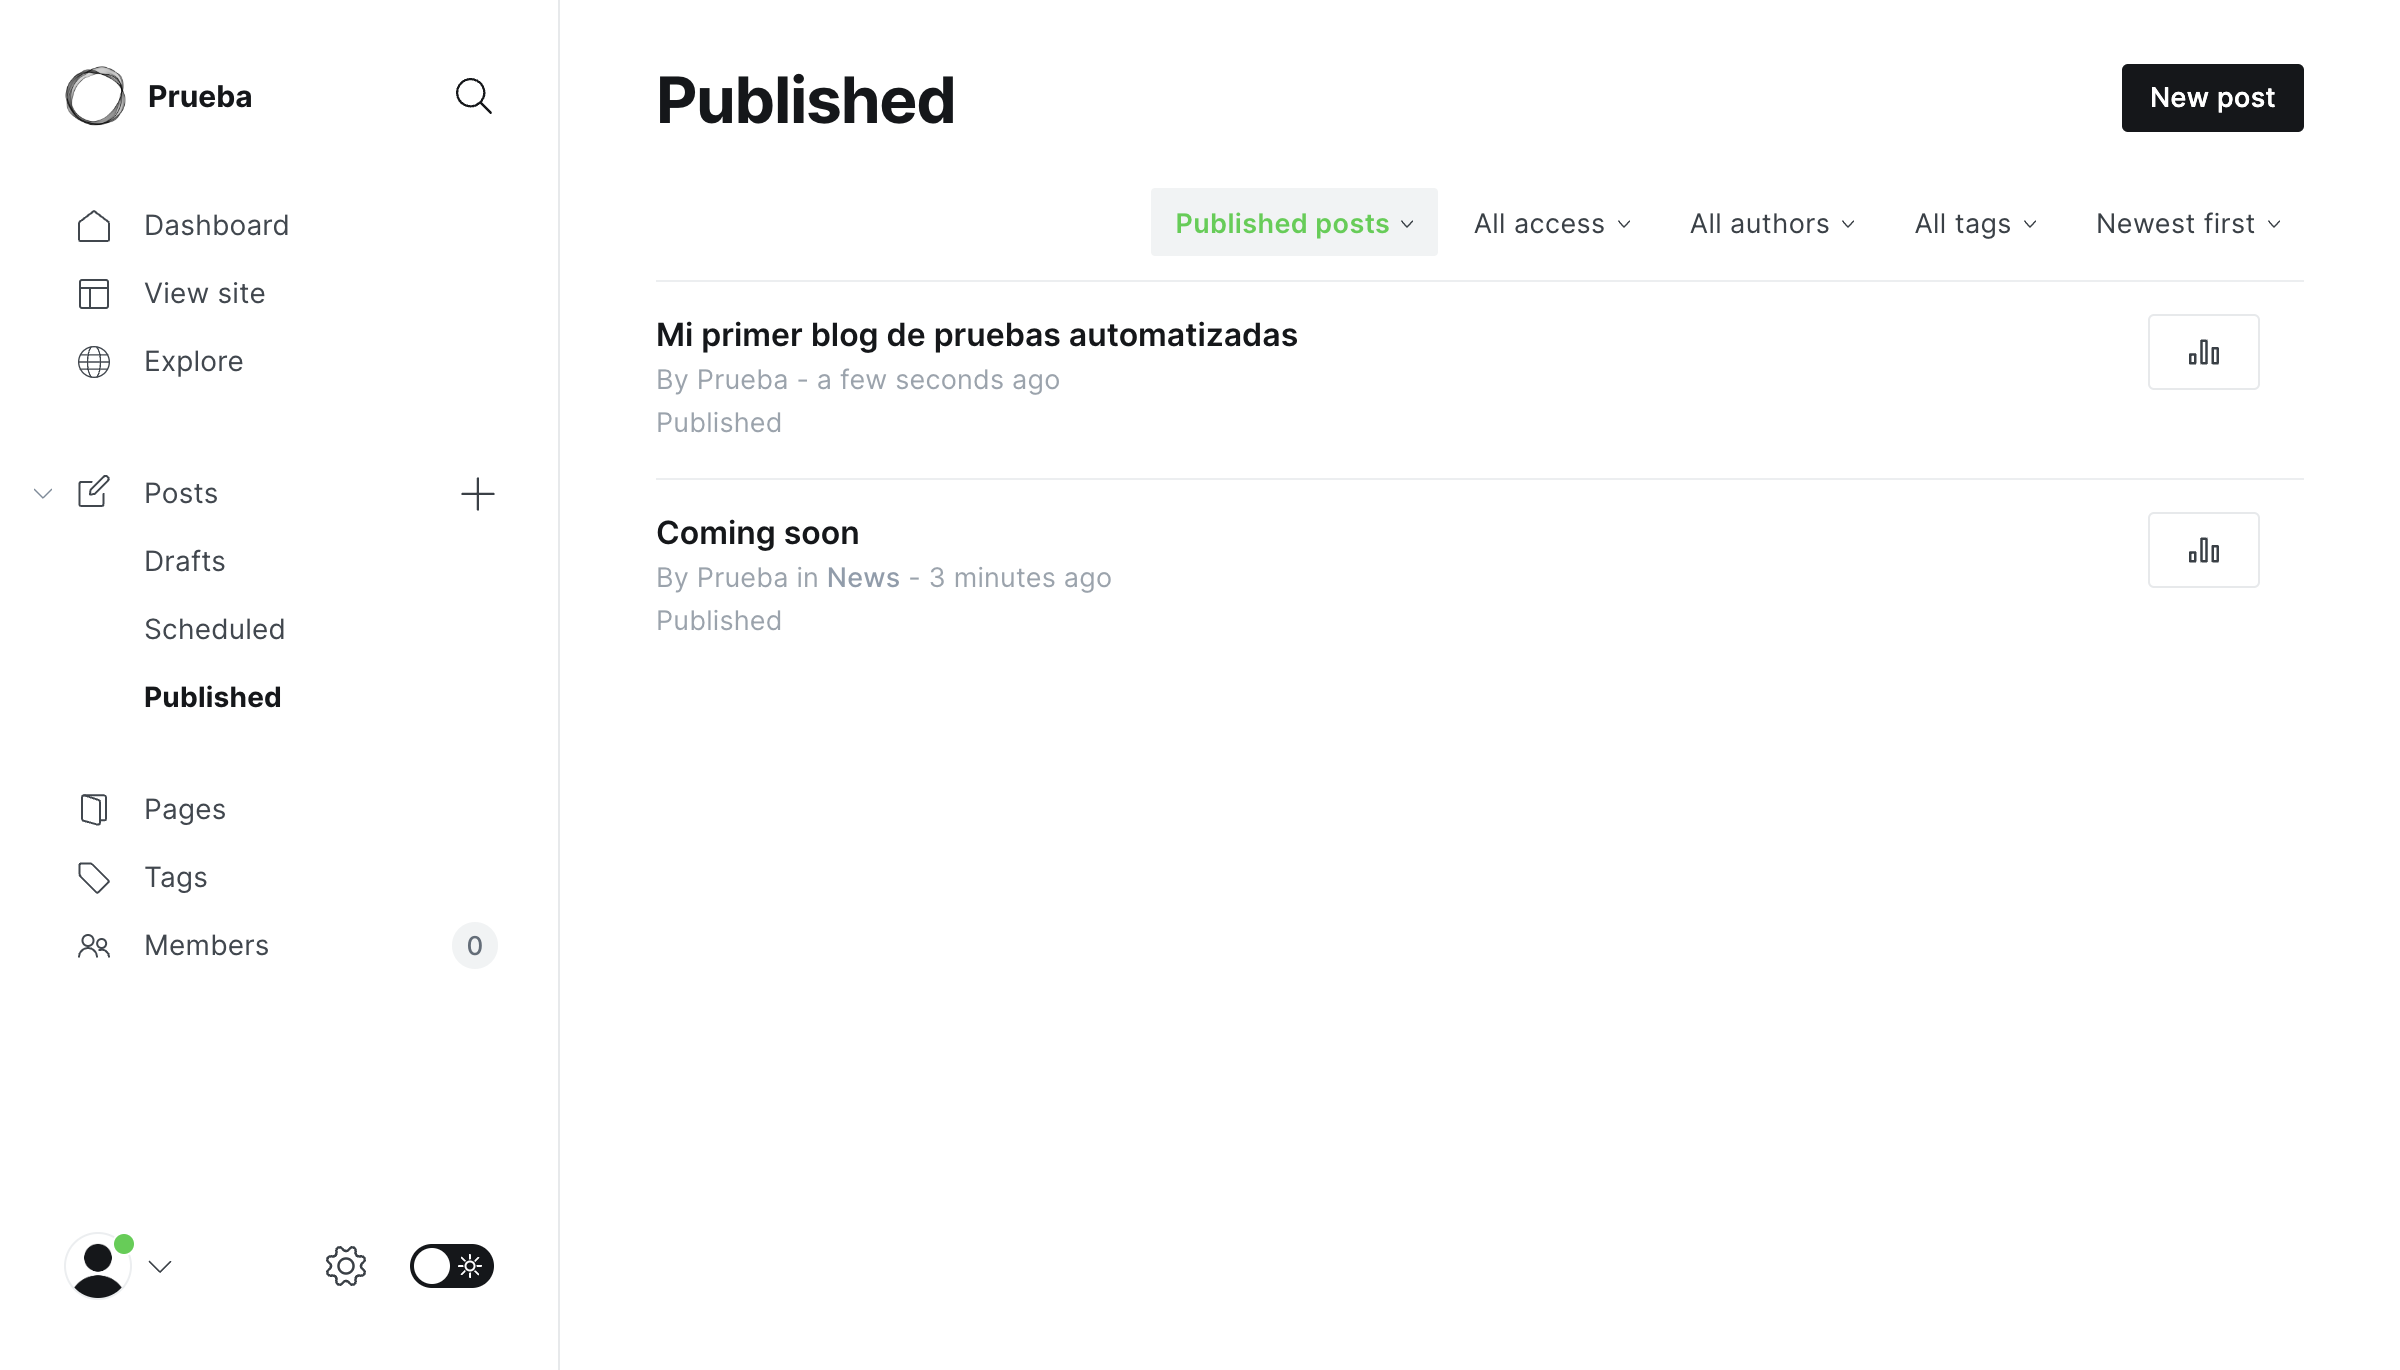 Prueba
Dashboard
View site
Explore
Posts
Drafts
Scheduled
Published
Pages
Tags
Members 0
Published
New post
Published posts All access All authors All tags Newest first
Mi primer blog de pruebas automatizadas
By Prueba - a few seconds ago
Published
Coming soon
By Prueba in News - 3 minutes ago
Published